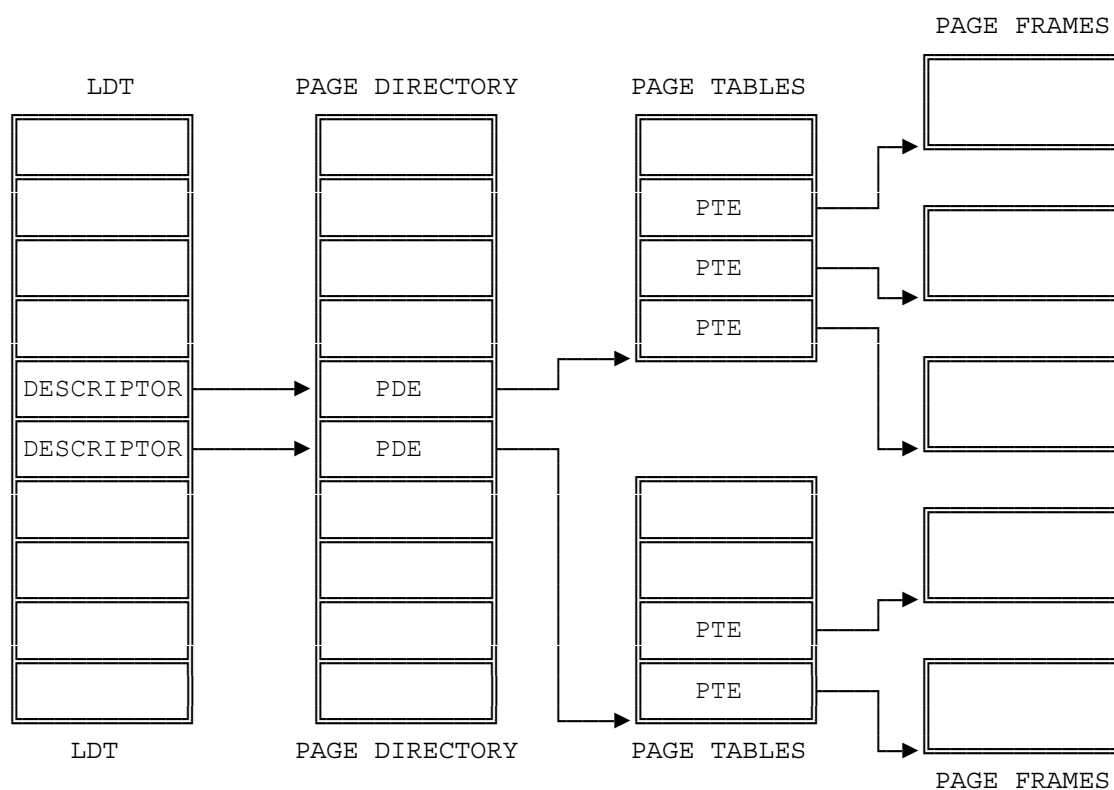 PAGE FRAMES
LDT PAGE DIRECTORY PAGE TABLES
PTE
PTE
PTE
DESCRIPTOR PDE
DESCRIPTOR PDE
PTE
PTE
LDT PAGE DIRECTORY PAGE TABLES
PAGE FRAMES